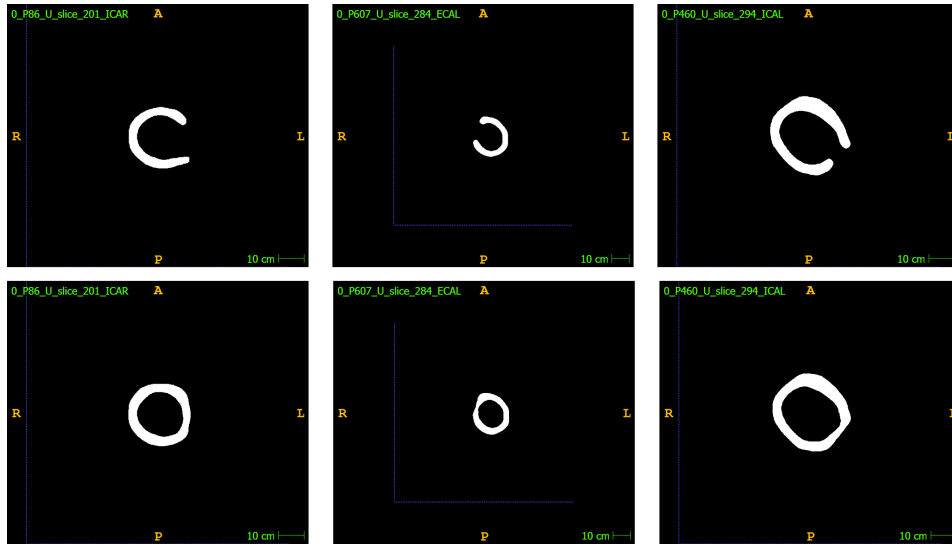 0_P86_U_slice_201_ICAR A
R L
P 10 cm
0_P607_U_slice_284_ECAL A
R L
P 10 cm
0_P460_U_slice_294_ICAL A
R L
P 10 cm
0_P86_U_slice_201_ICAR A
R L
P 10 cm
0_P607_U_slice_284_ECAL A
R L
P 10 cm
0_P460_U_slice_294_ICAL A
R L
P 10 cm